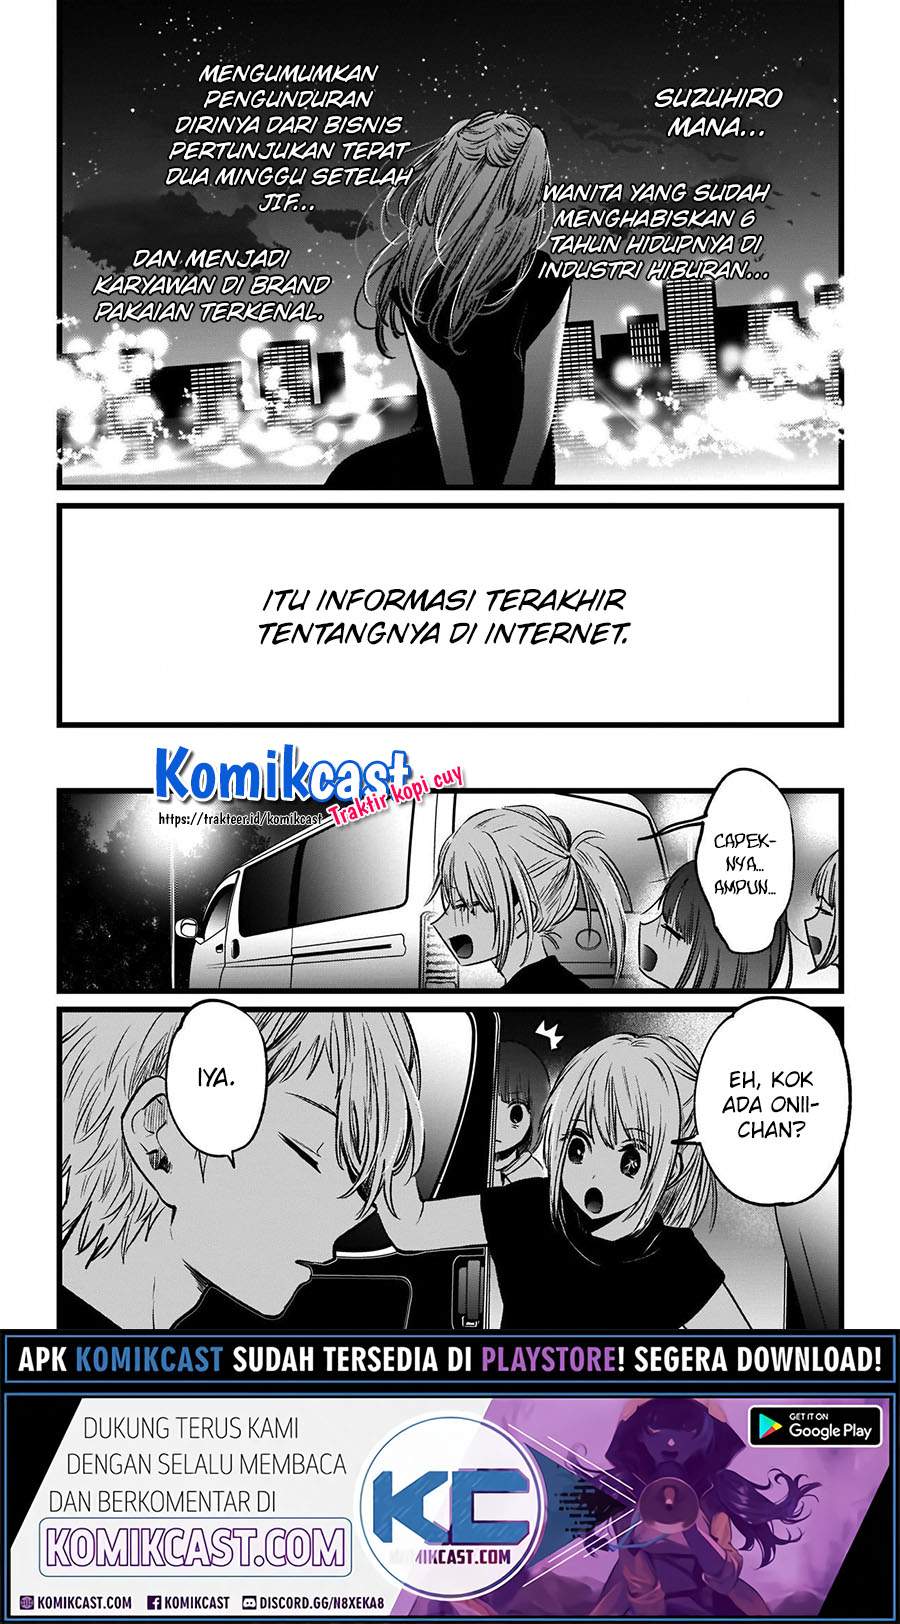 SUZUHIRO
MANA...
WANITA YANG SUDAH
MENGHABISKAN 6
TAHUN HIDUPNYA DI
INDUSTRI HIBURAN...
MENGUMUMKAN
PENGUNDURAN
DIRINYA DARI BISNIS
PERTUNJUKAN TEPAT
DUA MINGGU SETELAH
JIF...
DAN MENJADI
KARYAWAN DI BRAND
PAKAIAN TERKENAL.
ITU INFORMASI TERAKHIR
TENTANGNYA DI INTERNET.
Komikcast
Traktir kopi cuy
https://trakteer.id/komikcast
CAPEK-
NYA...
AMPUN...
EH, KOK
ADA ONII-
CHAN?
IYA.
APK KOMIKCAST SUDAH TERSEDIA DI PLAYSTORE! SEGERA DOWNLOAD!
DUKUNG TERUS KAMI
DENGAN SELALU MEMBACA
DAN BERKOMENTAR DI
KOMIKCAST.COM
KC
KOMIKCAST.COM
GET IT ON
Google Play
KOMIKCAST.COM
KOMIKCAST
DISCORD.GG/N8XEKA8